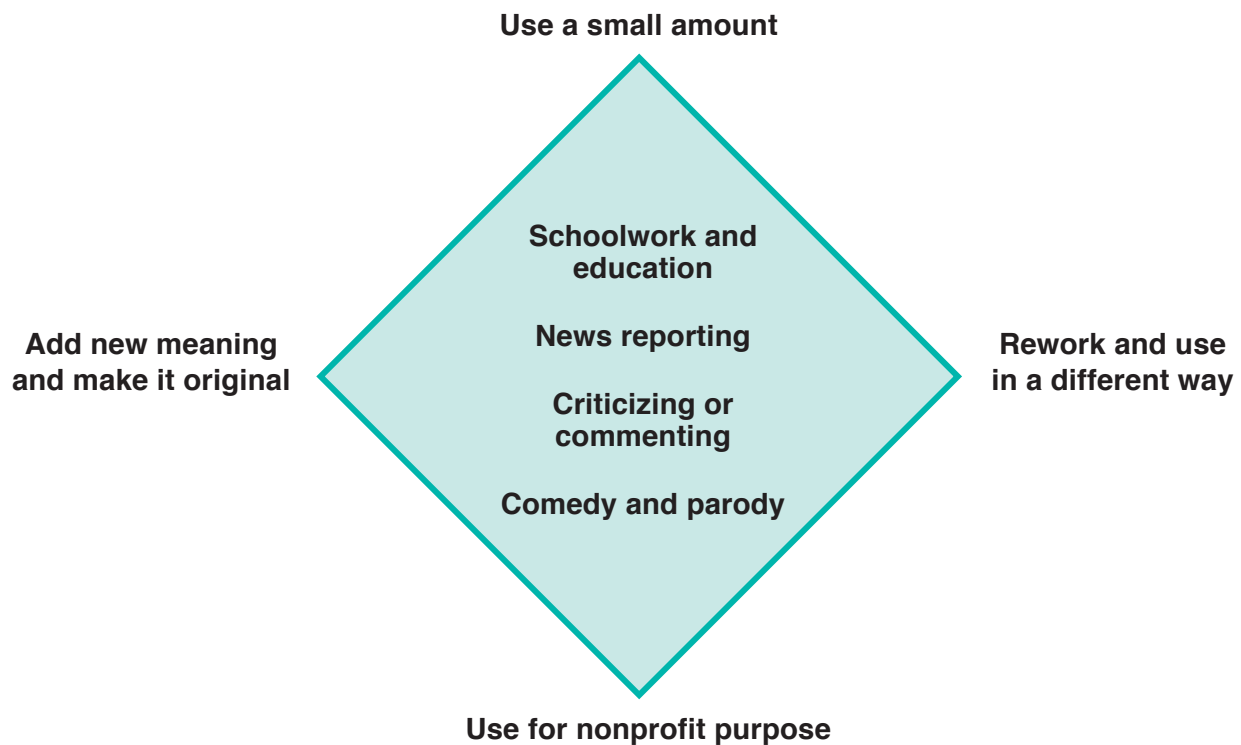 Use a small amount
Schoolwork and
education
News reporting
Add new meaning
and make it original
Rework and use
in a different way
Criticizing or
commenting
Comedy and parody
Use for nonprofit purpose